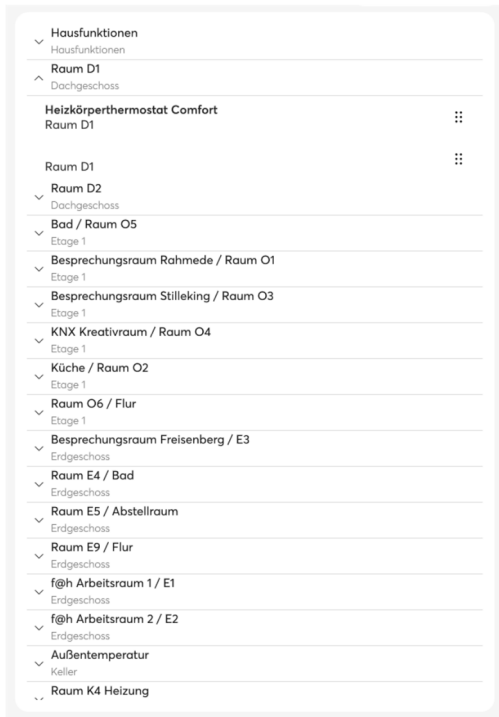 Hausfunktionen
Hausfunktionen
Raum D1
Dachgeschoss
Heizkörperthermostat Comfort
Raum D1
Raum D1
Raum D2
Dachgeschoss
Bad / Raum O5
Etage 1
Besprechungsraum Rahmede / Raum O1
Etage 1
Besprechungsraum Stilleking / Raum O3
Etage 1
KNX Kreativraum / Raum O4
Etage 1
Küche / Raum O2
Etage 1
Raum O6 / Flur
Etage 1
Besprechungsraum Freisenberg / E3
Erdgeschoss
Raum E4 / Bad
Erdgeschoss
Raum E5 / Abstellraum
Erdgeschoss
Raum E9 / Flur
Erdgeschoss
f@h Arbeitsraum 1 / E1
Erdgeschoss
f@h Arbeitsraum 2 / E2
Erdgeschoss
Außentemperatur
Keller
Raum K4 Heizung